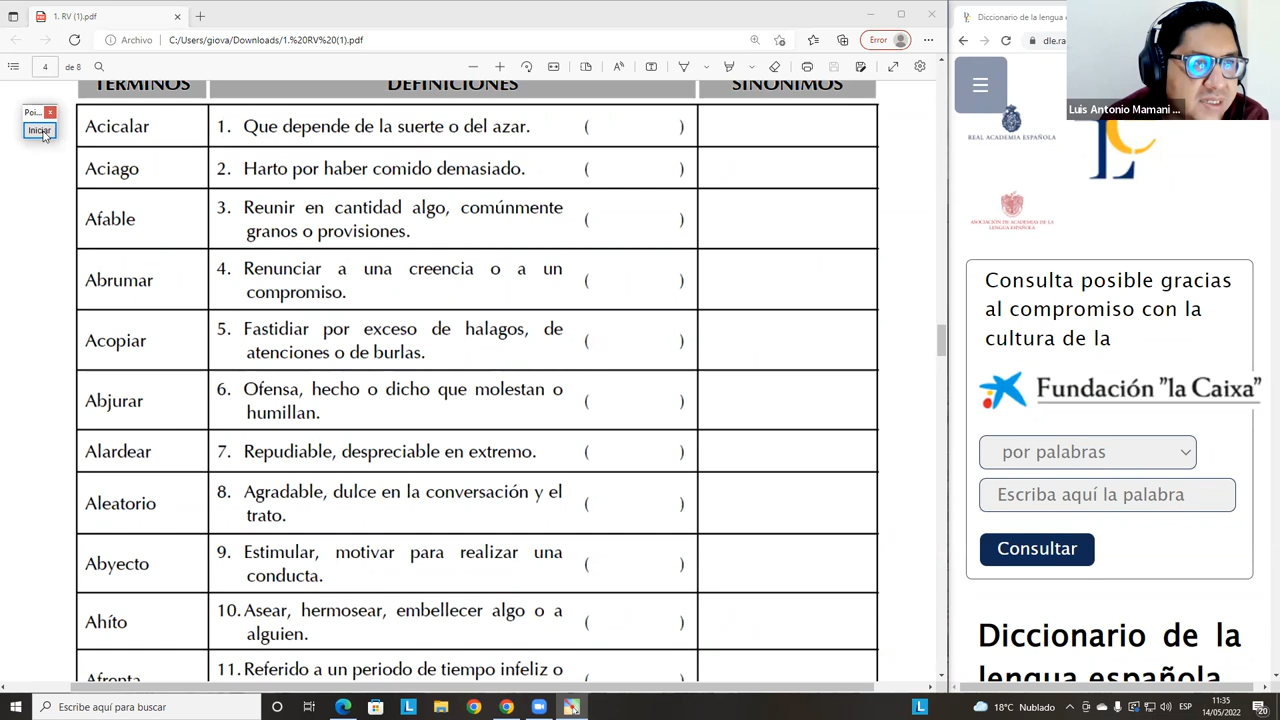 1. RV (1).pdf
Archivo
C:/Users/giova/Downloads/1.%20RV%20(1).pdf
Error
4
de 8
TÉRMINOS DEFINICIONES SINÓNIMOS
Poi...
Iniciar
Acicalar 1. Que depende de la suerte o del azar. ( )
Aciago 2. Harto por haber comido demasiado. ( )
Afable 3. Reunir en cantidad algo, comúnmente
granos o provisiones. ( )
Abrumar 4. Renunciar a una creencia o a un
compromiso. ( )
Acopiar 5. Fastidiar por exceso de halagos, de
atenciones o de burlas. ( )
Abjurar 6. Ofensa, hecho o dicho que molestan o
humillan. ( )
Alardear 7. Repudiable, despreciable en extremo. ( )
Aleatorio 8. Agradable, dulce en la conversación y el
trato. ( )
Abyecto 9. Estimular, motivar para realizar una
conducta. ( )
Ahíto 10. Asear, hermosear, embellecer algo o a
alguien. ( )
Afrenta 11. Referido a un periodo de tiempo infeliz o
Diccionario de la lengua e
dle.ra
Luis Antonio Mamani ...
REAL ACADEMIA ESPAÑOLA
ASOCIACIÓN DE ACADEMIAS DE LA
LENGUA ESPAÑOLA
Consulta posible gracias
al compromiso con la
cultura de la
Fundación "la Caixa"
por palabras
Escriba aquí la palabra
Consultar
Diccionario de la
lengua española
Escribe aquí para buscar
18°C Nublado
11:35
14/05/2022
20